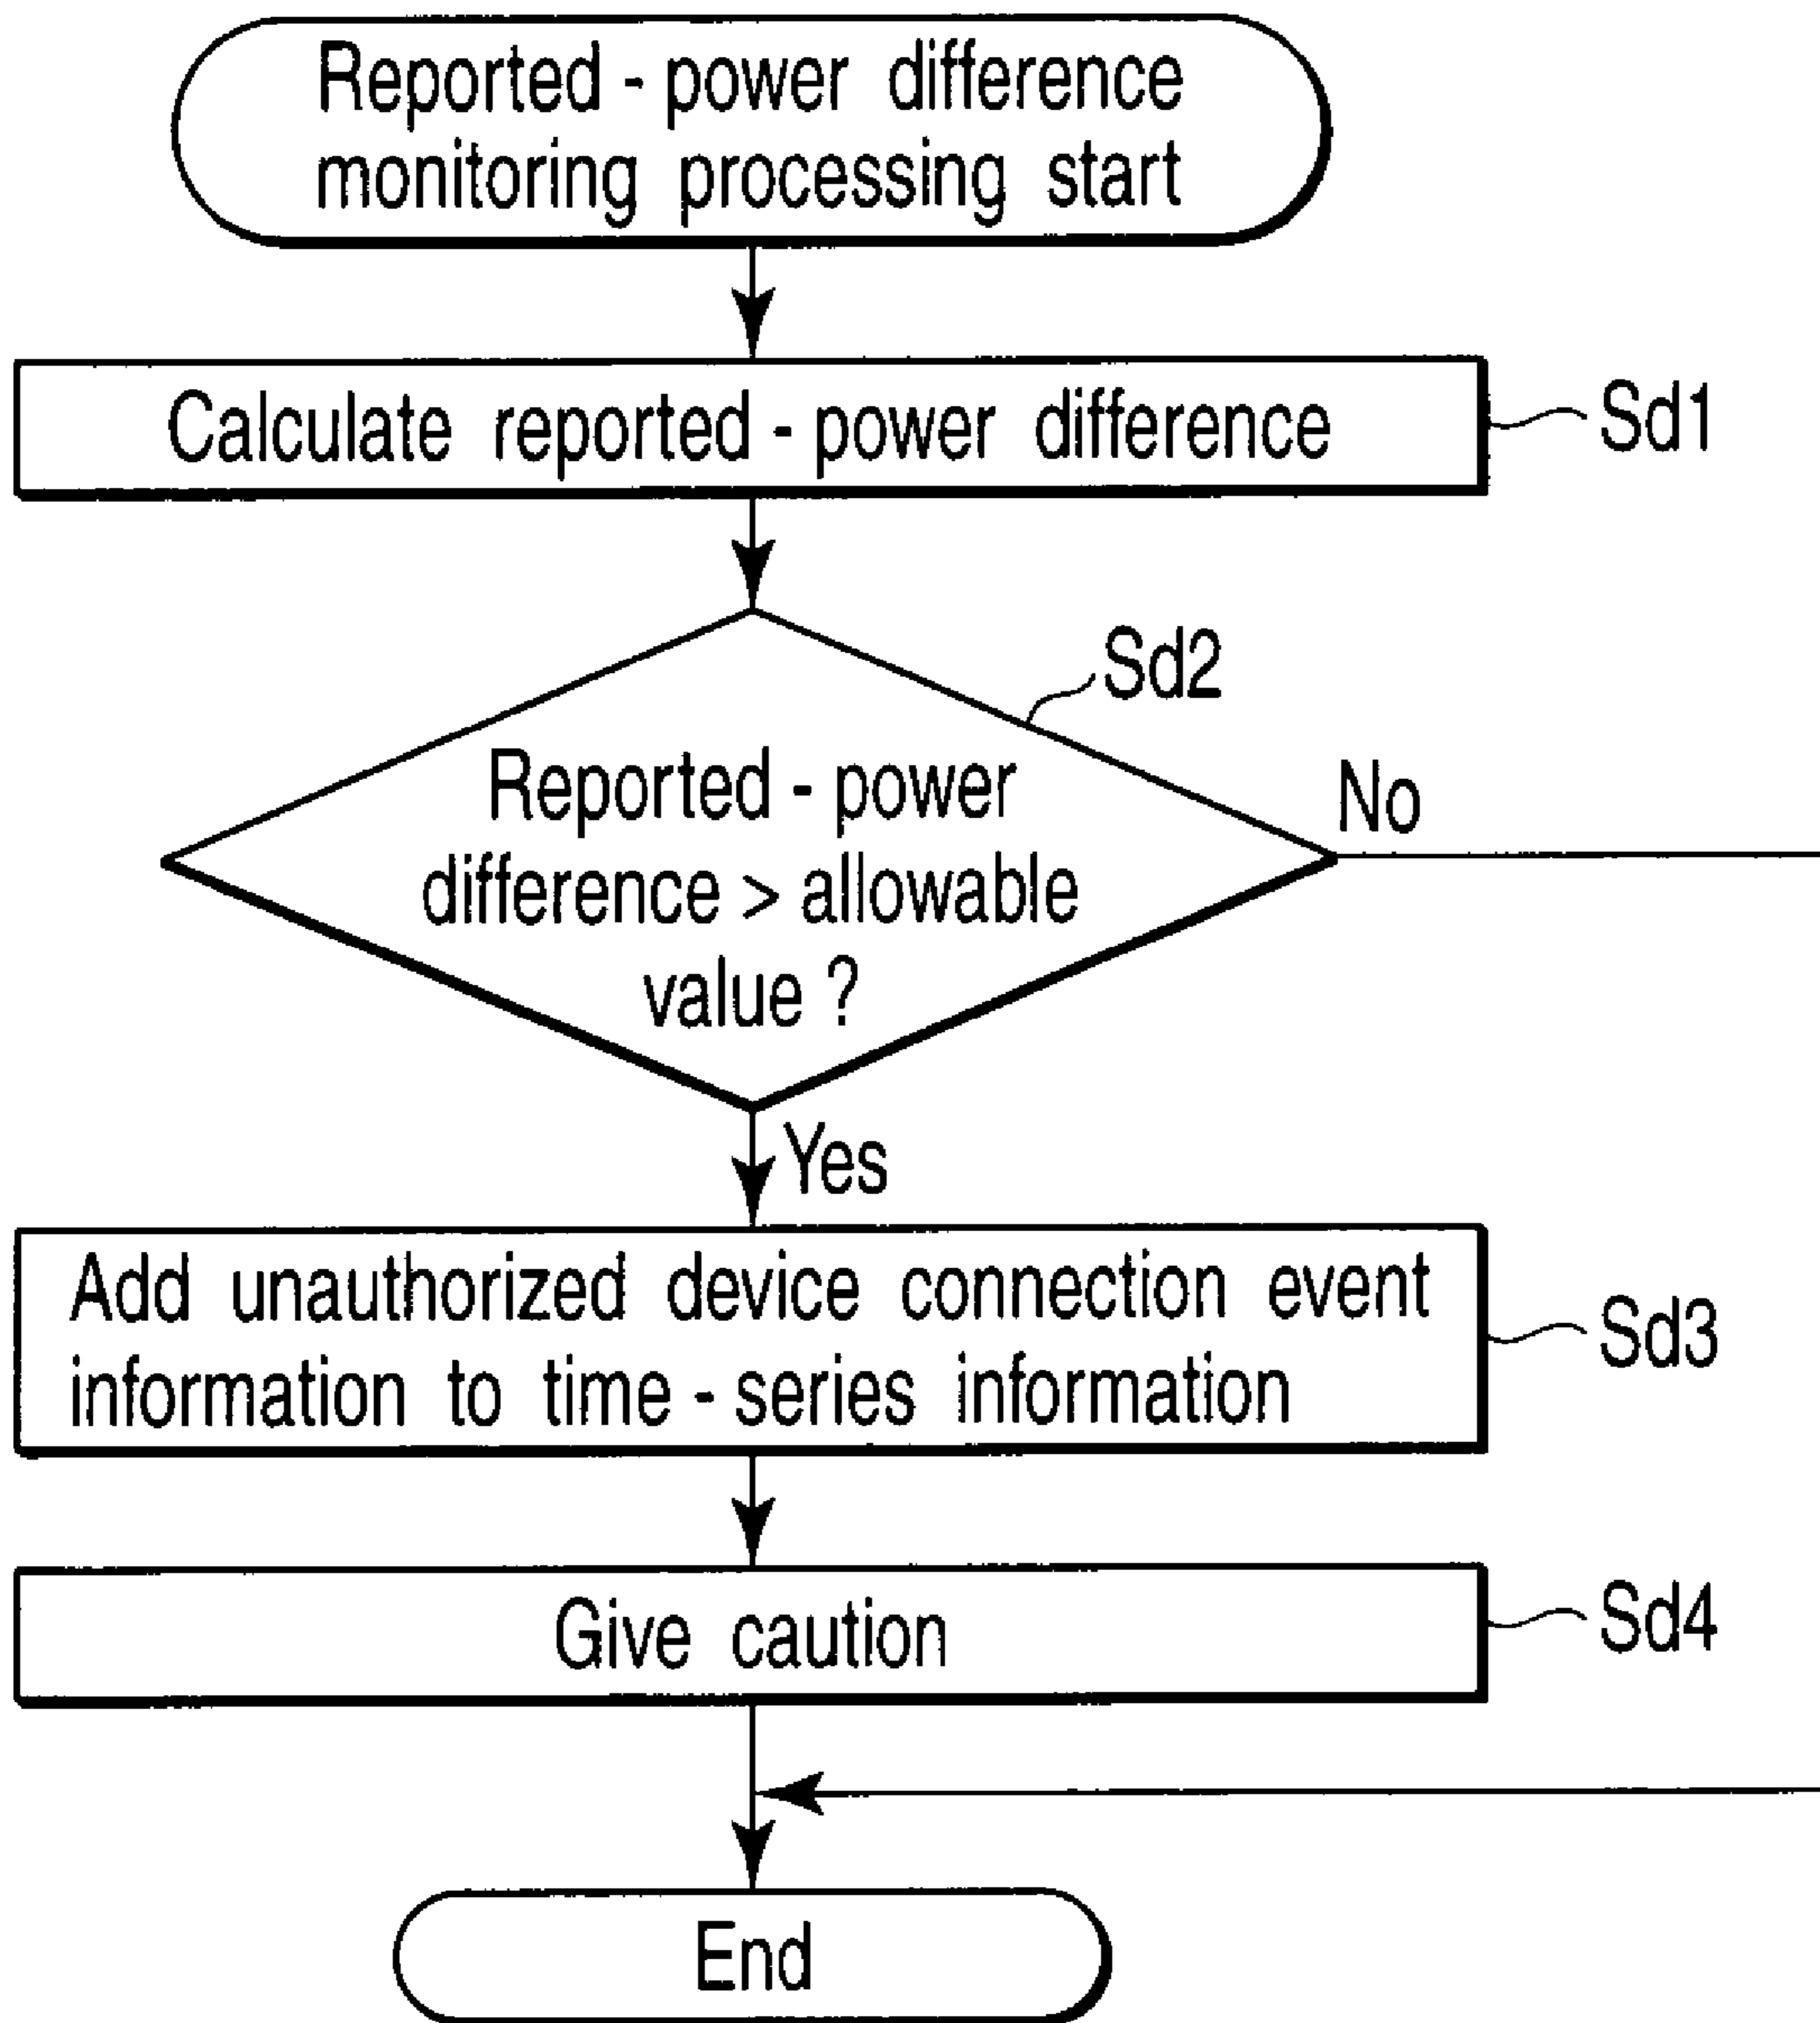 Reported - power difference
monitoring processing start
Calculate reported - power difference
Sd1
Sd2
Reported - power
difference > allowable
value ?
No
Yes
Add unauthorized device connection event
information to time - series information
Sd3
Give caution
Sd4
End